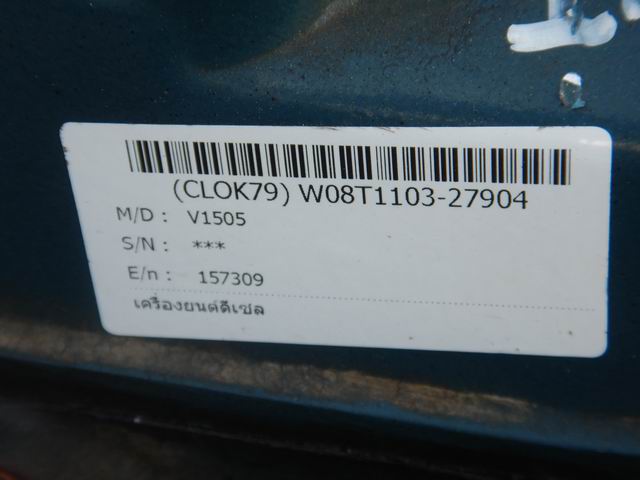 (CLOK79) W08T1103-27904
M/D : V1505
S/N : ***
E/n : 157309
เครื่องยนต์ดีเซล